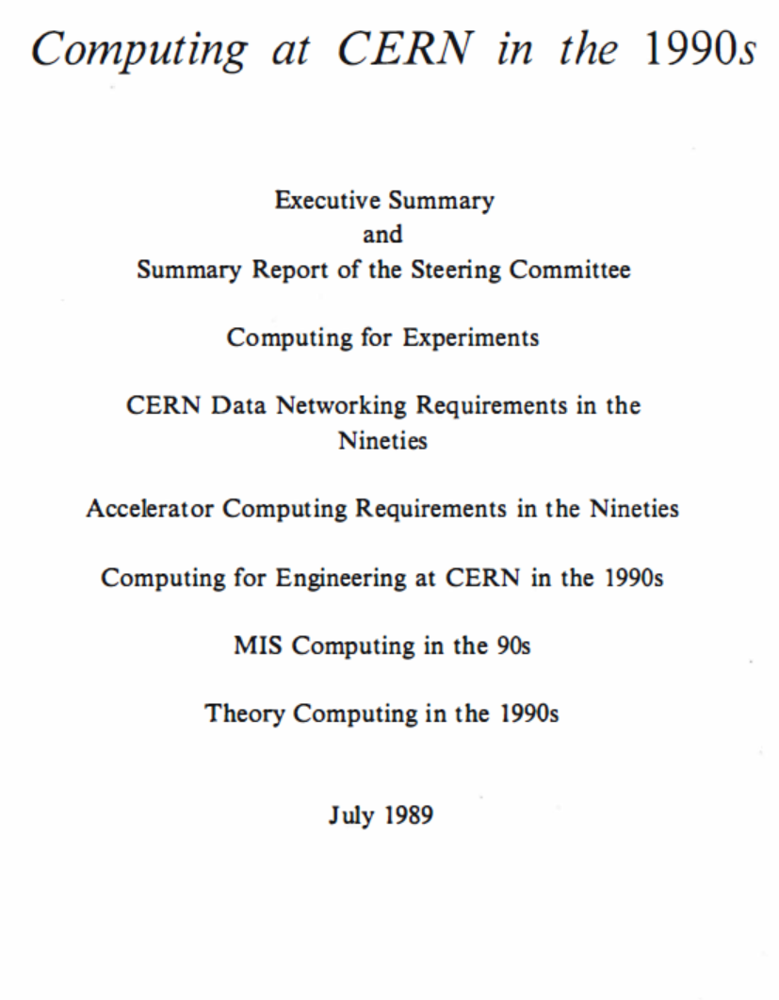 Computing at CERN in the 1990s
Executive Summary
and
Summary Report of the Steering Committee
Computing for Experiments
CERN Data Networking Requirements in the
Nineties
Accelerator Computing Requirements in the Nineties
Computing for Engineering at CERN in the 1990s
MIS Computing in the 90s
Theory Computing in the 1990s
July 1989